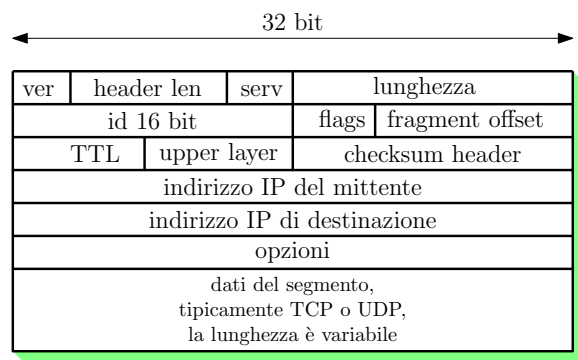 32 bit
ver header len serv lunghezza
id 16 bit flags fragment offset
TTL upper layer checksum header
indirizzo IP del mittente
indirizzo IP di destinazione
opzioni
dati del segmento,
tipicamente TCP o UDP,
la lunghezza è variabile